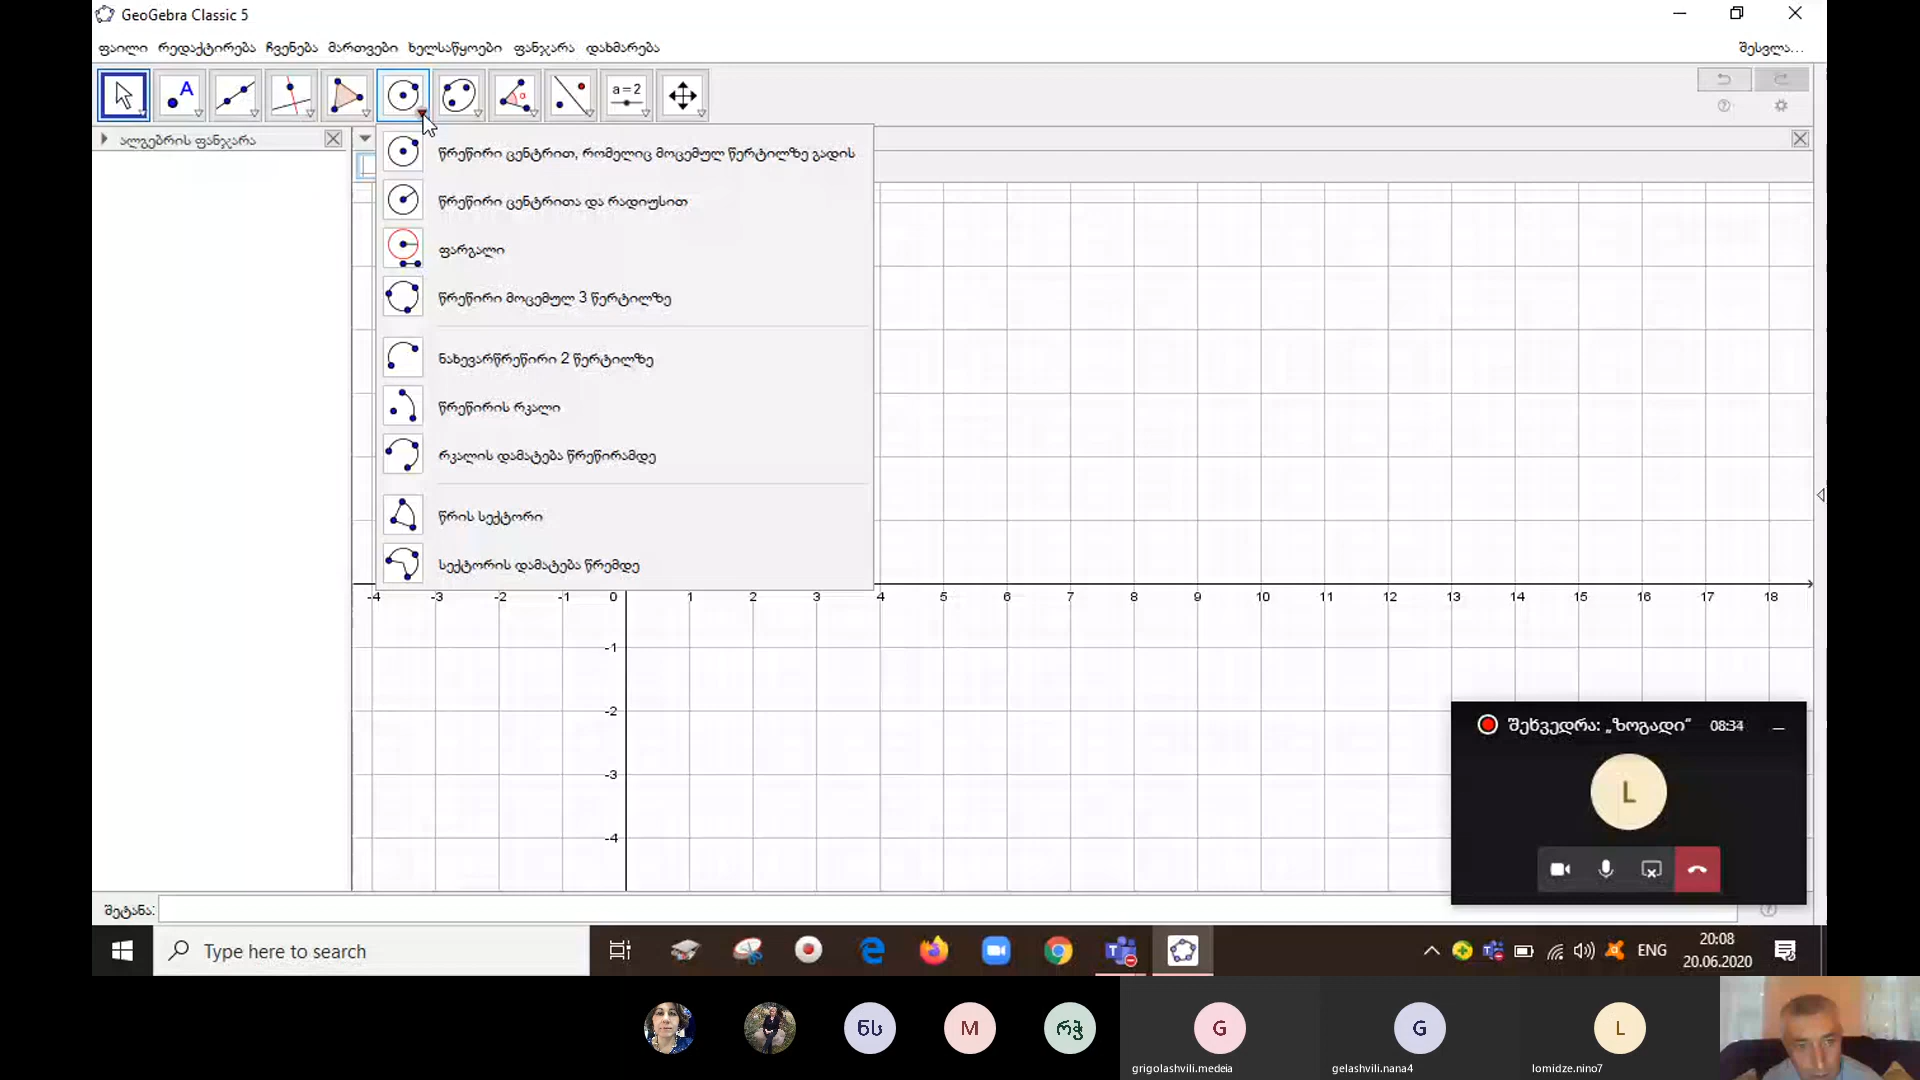 GeoGebra Classic 5
ფაილი რედაქტირება ჩვენება მართვები ხელსაწყოები ფანჯარა დახმარება
შესვლა...
A
α
a=2
ალგებრის ფანჯარა
წრეწირი ცენტრით, რომელიც მოცემულ წერტილზე გადის
წრეწირი ცენტრითა და რადიუსით
ფარგალი
წრეწირი მოცემულ 3 წერტილზე
ნახევარწრეწირი 2 წერტილზე
წრეწირის რკალი
რკალის დამატება წრეწირამდე
წრის სექტორი
სექტორის დამატება წრემდე
-4 -3 -2 -1 0 1 2 3 4 5 6 7 8 9 10 11 12 13 14 15 16 17 18
-1
-2
-3
-4
შეხვედრა: „ზოგადი“ 08:34
L
შეტანა:
Type here to search
ENG
20:08
20.06.2020
ნს
M
რჭ
G
G
L
grigolashvili.medeia
gelashvili.nana4
lomidze.nino7